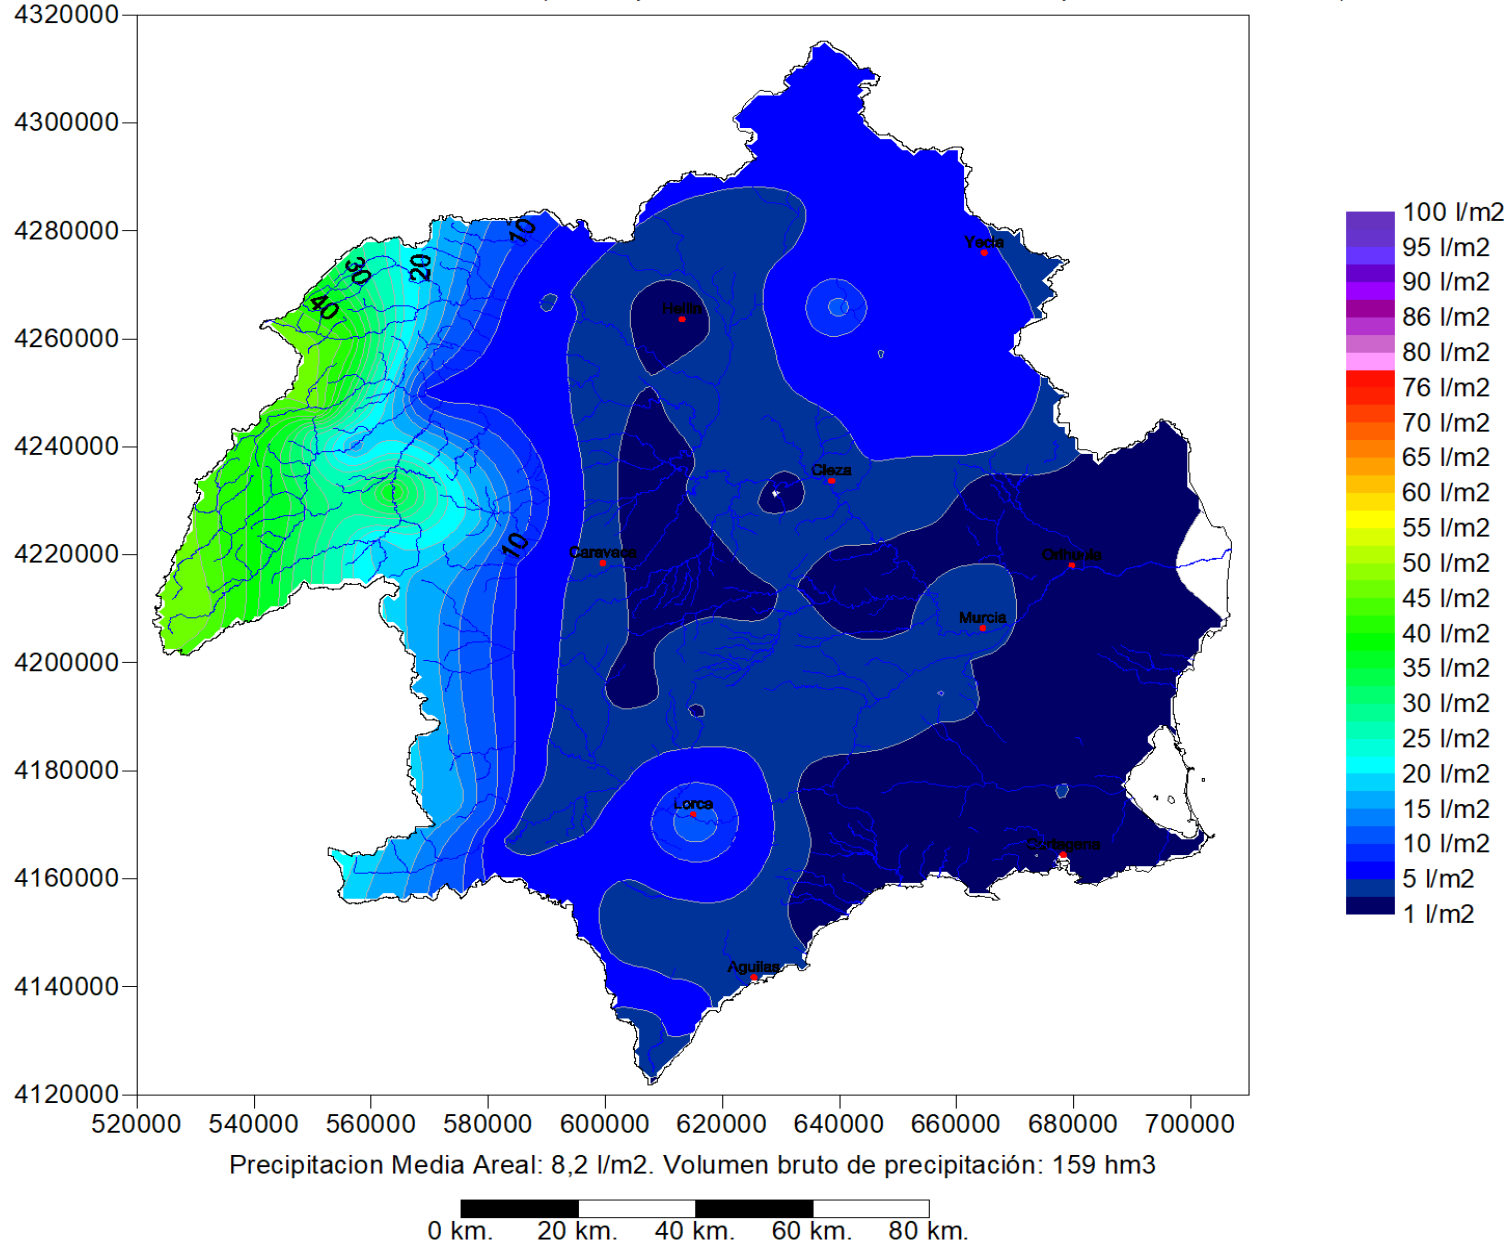 4320000
4300000
4280000
4260000
4240000
4220000
4200000
4180000
4160000
4140000
4120000
520000 540000 560000 580000 600000 620000 640000 660000 680000 700000
10
20
30
40
10
Yecla
Hellin
Cieza
Caravaca
Orihuela
Murcia
Lorca
Cartagena
Aguilas
100 l/m2
95 l/m2
90 l/m2
86 l/m2
80 l/m2
76 l/m2
70 l/m2
65 l/m2
60 l/m2
55 l/m2
50 l/m2
45 l/m2
40 l/m2
35 l/m2
30 l/m2
25 l/m2
20 l/m2
15 l/m2
10 l/m2
5 l/m2
1 l/m2
Precipitacion Media Areal: 8,2 l/m2. Volumen bruto de precipitación: 159 hm3
0 km. 20 km. 40 km. 60 km. 80 km.